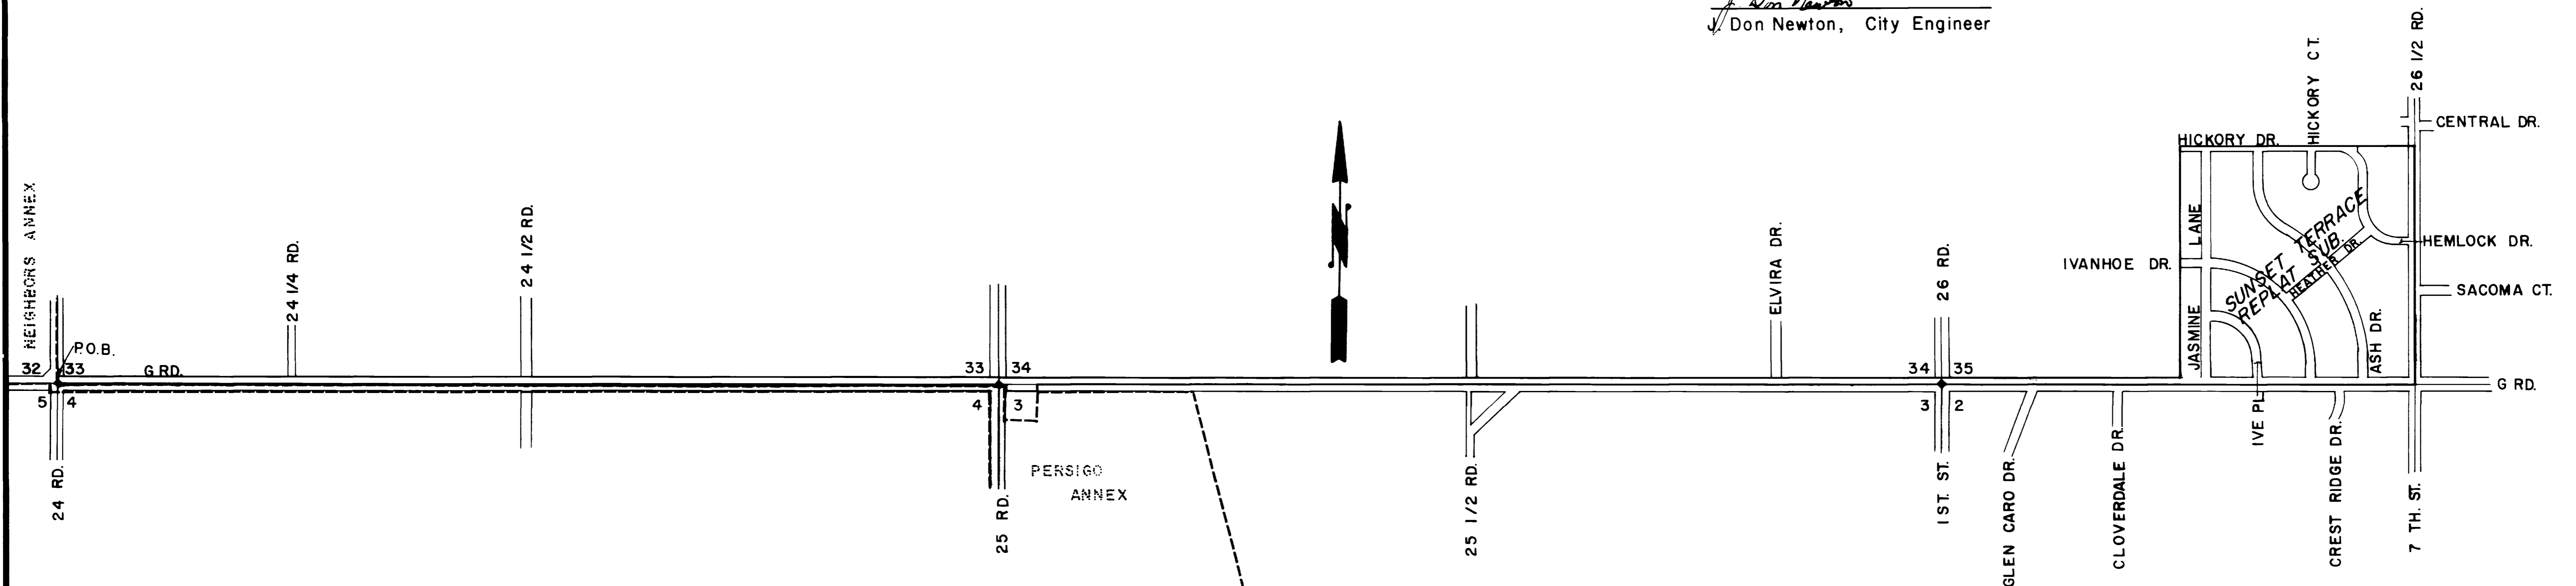 J. Don Newton
J. Don Newton, City Engineer
26 1/2 RD.
HICKORY CT.
CENTRAL DR.
HICKORY DR.
NEIGHBORS ANNEX
24 1/4 RD.
24 1/2 RD.
N
ELVIRA DR.
26 RD.
IVANHOE DR.
JASMINE LANE
SUNSET TERRACE
REPLAT SUB.
HEATHER DR.
HEMLOCK DR.
SACOMA CT.
ASH DR.
P.O.B.
32 33
G RD.
33 34
34 35
G RD.
5 4
4 3
3 2
24 RD.
25 RD.
PERSIGO
ANNEX
25 1/2 RD.
1 ST. ST.
GLEN CARO DR.
CLOVERDALE DR.
IVE PL.
CREST RIDGE DR.
7 TH. ST.